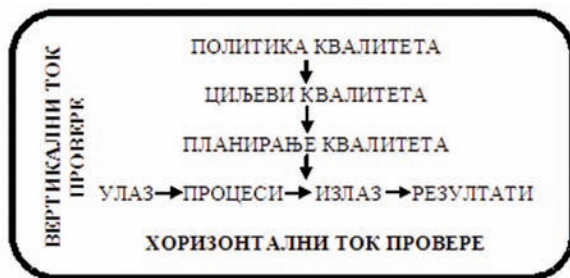 ВЕРТИКАЛНИ ТОК
ПРОВЕРЕ
ПОЛИТИКА КВАЛИТЕТА
ЦИЉЕВИ КВАЛИТЕТА
ПЛАНИРАЊЕ КВАЛИТЕТА
УЛАЗ ПРОЦЕСИ ИЗЛАЗ РЕЗУЛТАТИ
ХОРИЗОНТАЛНИ ТОК ПРОВЕРЕ